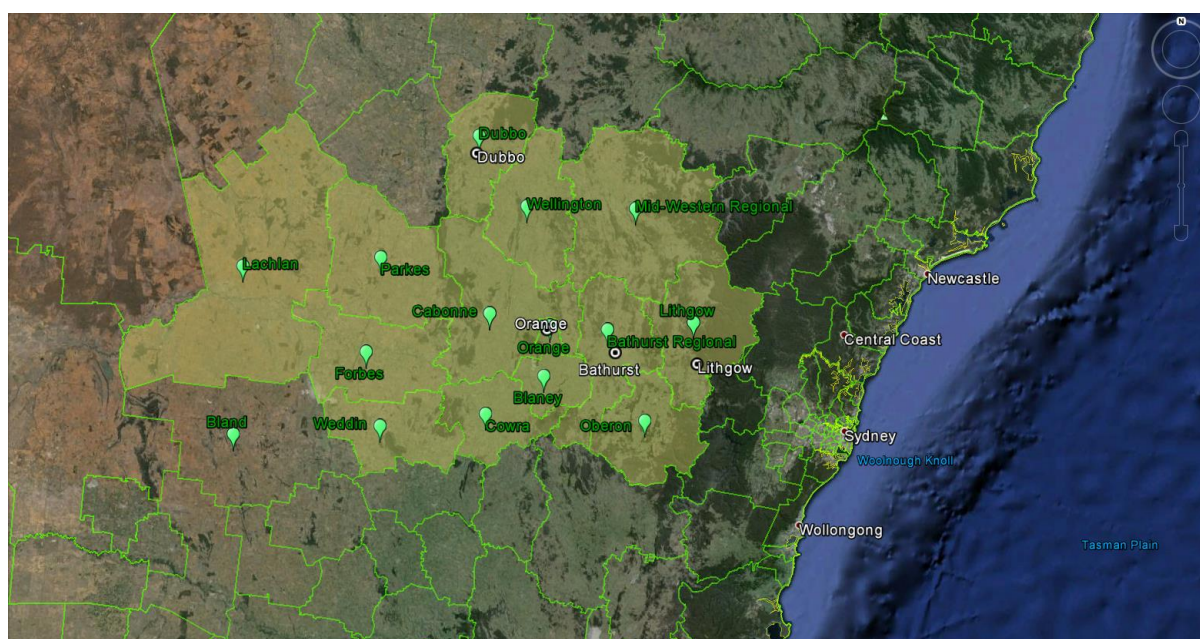 N
Dubbo
Dubbo
Wellington
Mid-Western Regional
Lachlan
Parkes
Newcastle
Cabonne
Orange
Lithgow
Orange
Bathurst Regional
Central Coast
Forbes
Bathurst
Lithgow
Blaney
Bland
Weddin
Cowra
Oberon
Sydney
Woolnough Knoll
Wollongong
Tasman Plain